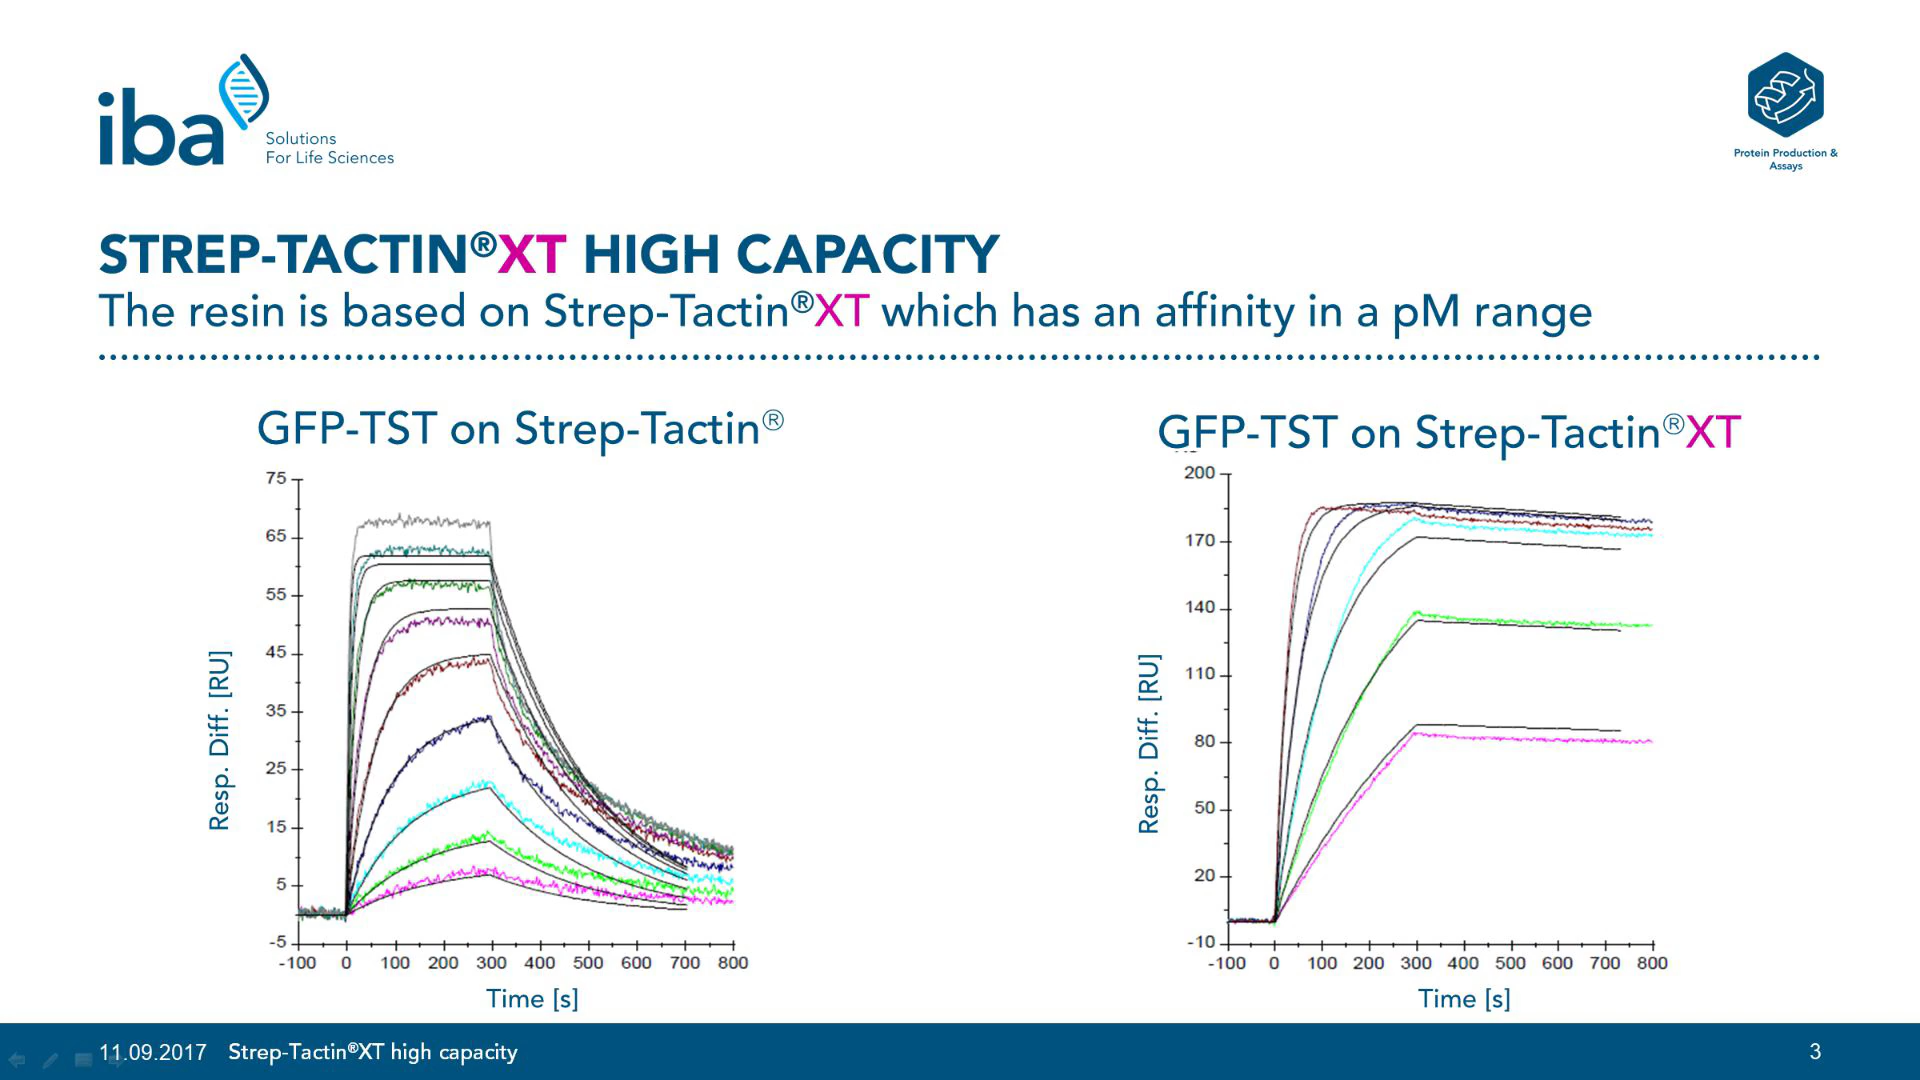 iba
Solutions
For Life Sciences
Protein Production &
Assays
STREP-TACTIN®XT HIGH CAPACITY
The resin is based on Strep-Tactin®XT which has an affinity in a pM range
GFP-TST on Strep-Tactin®
75
65
55
45
35
25
15
5
-5
-100 0 100 200 300 400 500 600 700 800
Resp. Diff. [RU]
Time [s]
GFP-TST on Strep-Tactin®XT
200
170
140
110
80
50
20
-10
-100 0 100 200 300 400 500 600 700 800
Resp. Diff. [RU]
Time [s]
11.09.2017 Strep-Tactin®XT high capacity
3